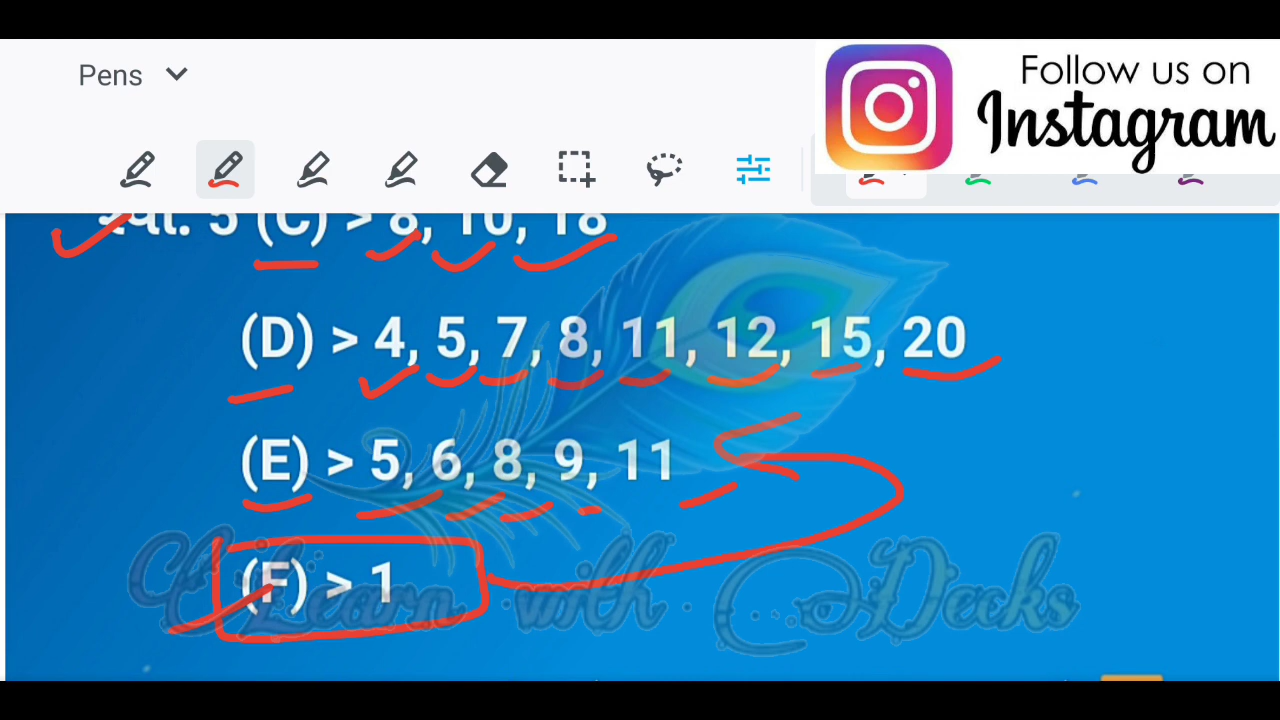 Pens
Follow us on
Instagram
स्वा. 5 (C) > 8, 10, 18
(D) > 4, 5, 7, 8, 11, 12, 15, 20
(E) > 5, 6, 8, 9, 11
(F) > 1
Learn with Decks